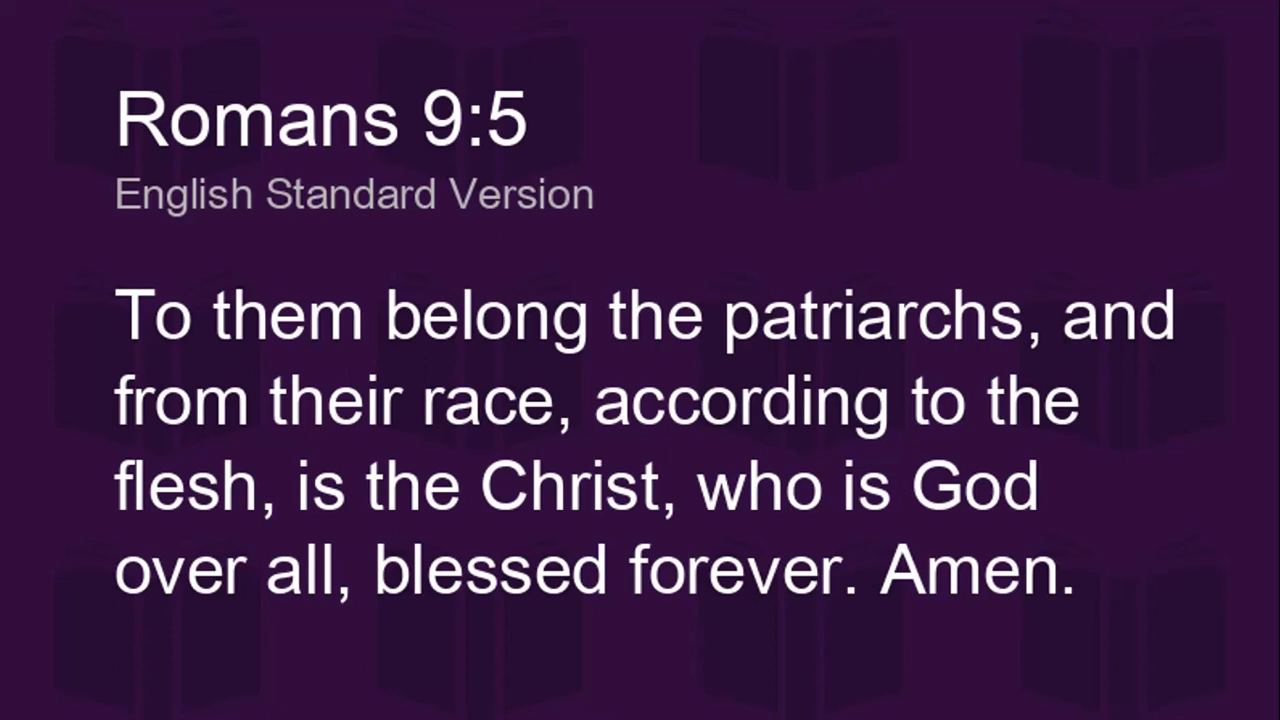 Romans 9:5
English Standard Version
To them belong the patriarchs, and
from their race, according to the
flesh, is the Christ, who is God
over all, blessed forever. Amen.